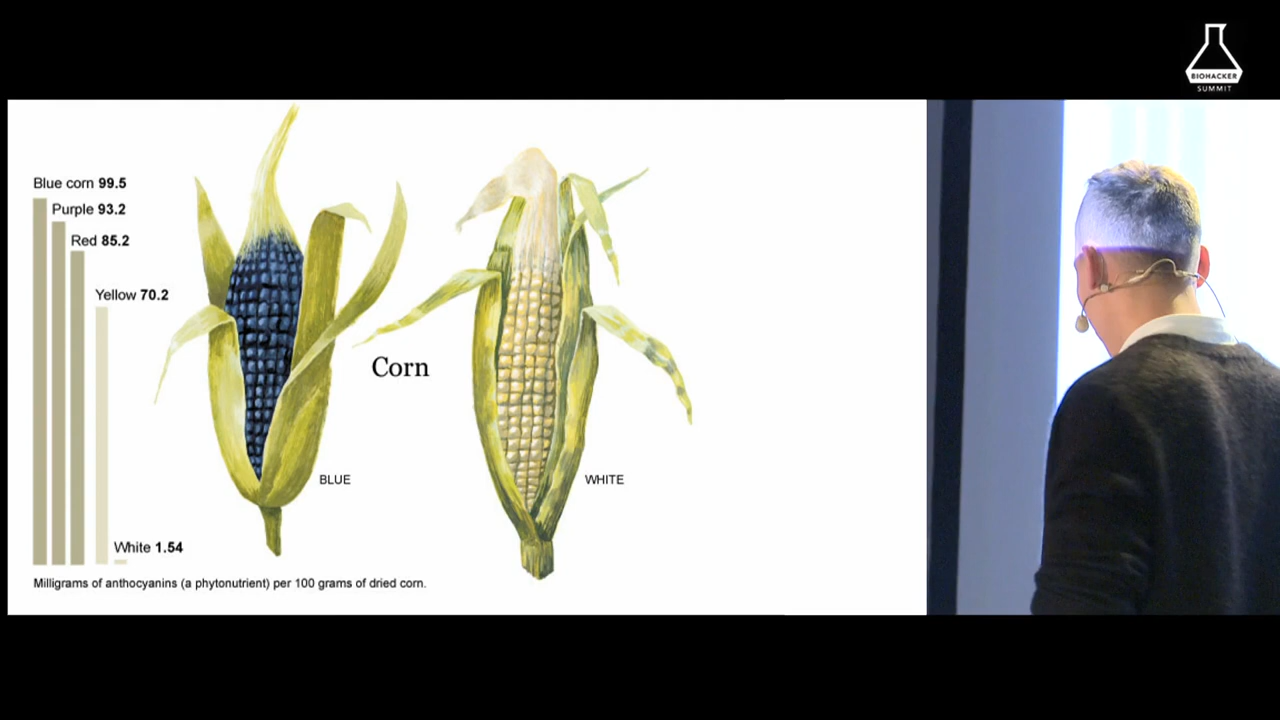 BIOHACKER
SUMMIT
Blue corn 99.5
Purple 93.2
Red 85.2
Yellow 70.2
White 1.54
Corn
BLUE
WHITE
Milligrams of anthocyanins (a phytonutrient) per 100 grams of dried corn.